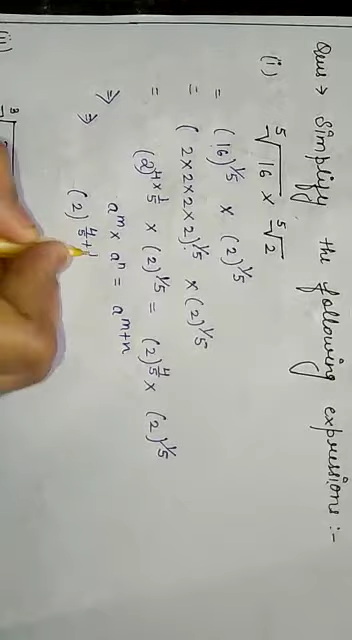 Ques → Simplify the following expressions :-
(i) ⁵√16 × ⁵√2
= (16)^1/5 × (2)^1/5
= (2×2×2×2)^1/5 × (2)^1/5
= (2)^4×1/5 × (2)^1/5 = (2)^4/5 × (2)^1/5
⇒ a^m × a^n = a^m+n
⇒ (2)^4/5+1
(ii) ³√